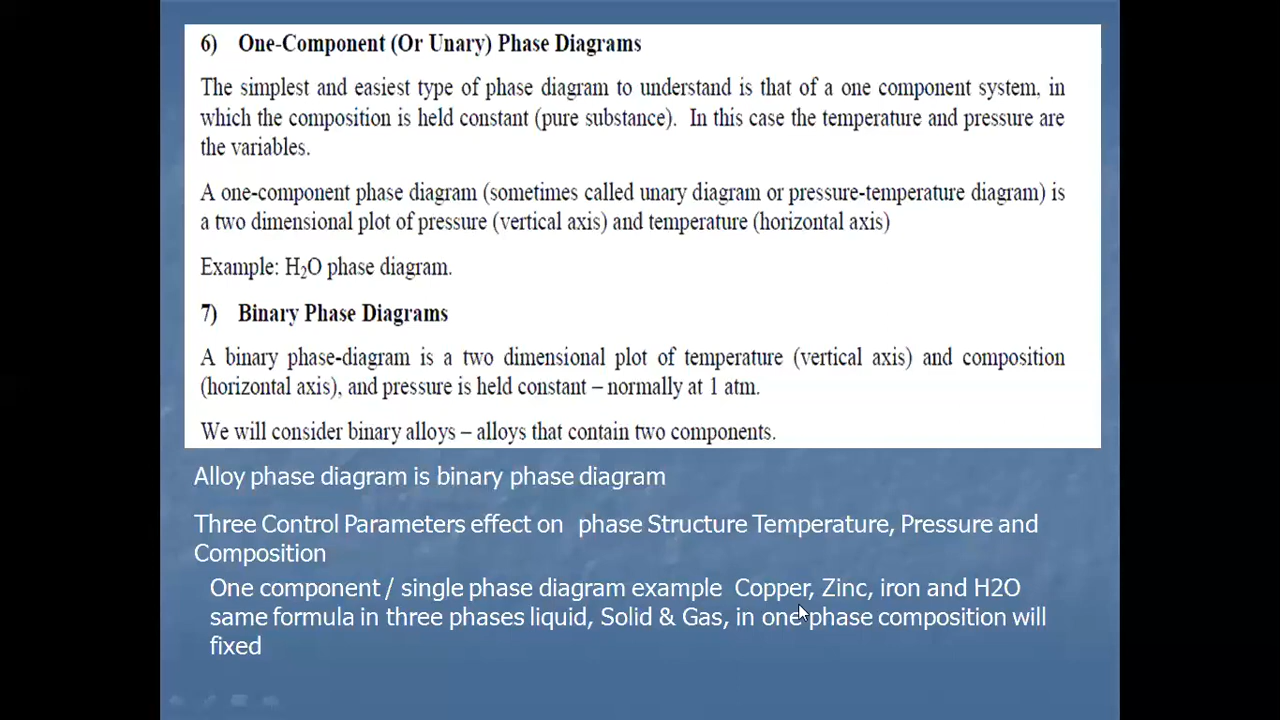 6) One-Component (Or Unary) Phase Diagrams
The simplest and easiest type of phase diagram to understand is that of a one component system, in
which the composition is held constant (pure substance). In this case the temperature and pressure are
the variables.
A one-component phase diagram (sometimes called unary diagram or pressure-temperature diagram) is
a two dimensional plot of pressure (vertical axis) and temperature (horizontal axis)
Example: H₂O phase diagram.
7) Binary Phase Diagrams
A binary phase-diagram is a two dimensional plot of temperature (vertical axis) and composition
(horizontal axis), and pressure is held constant – normally at 1 atm.
We will consider binary alloys – alloys that contain two components.
Alloy phase diagram is binary phase diagram
Three Control Parameters effect on phase Structure Temperature, Pressure and
Composition
One component / single phase diagram example Copper, Zinc, iron and H2O
same formula in three phases liquid, Solid & Gas, in one phase composition will
fixed